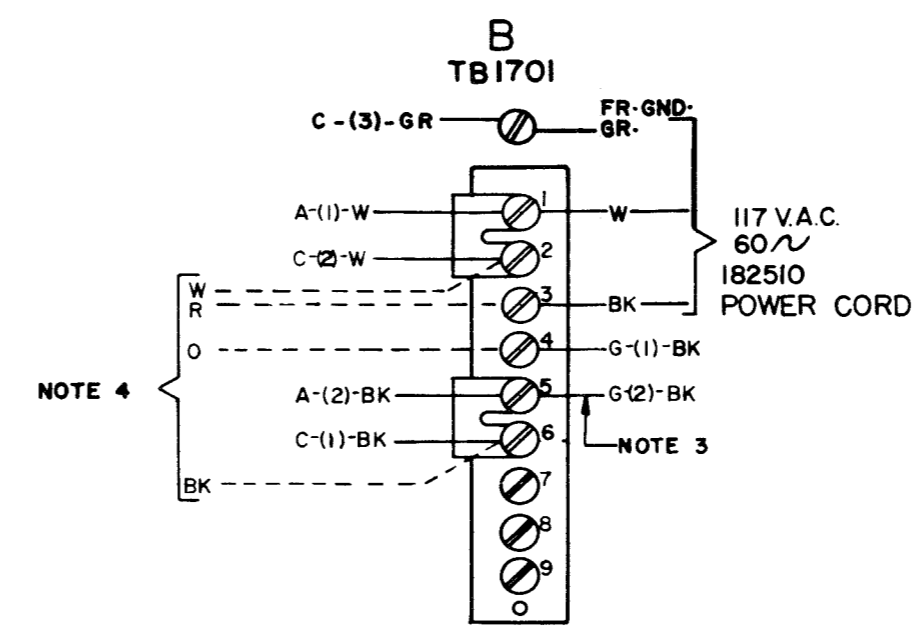 B
TB1701
C-(3)-GR
FR.GND.
GR.
A-(1)-W
1
W
C-(2)-W
2
117 V.A.C.
60∿
182510
POWER CORD
W
R
3
BK
O
4
G-(1)-BK
NOTE 4
A-(2)-BK
5
G-(2)-BK
C-(1)-BK
6
NOTE 3
BK
7
8
9